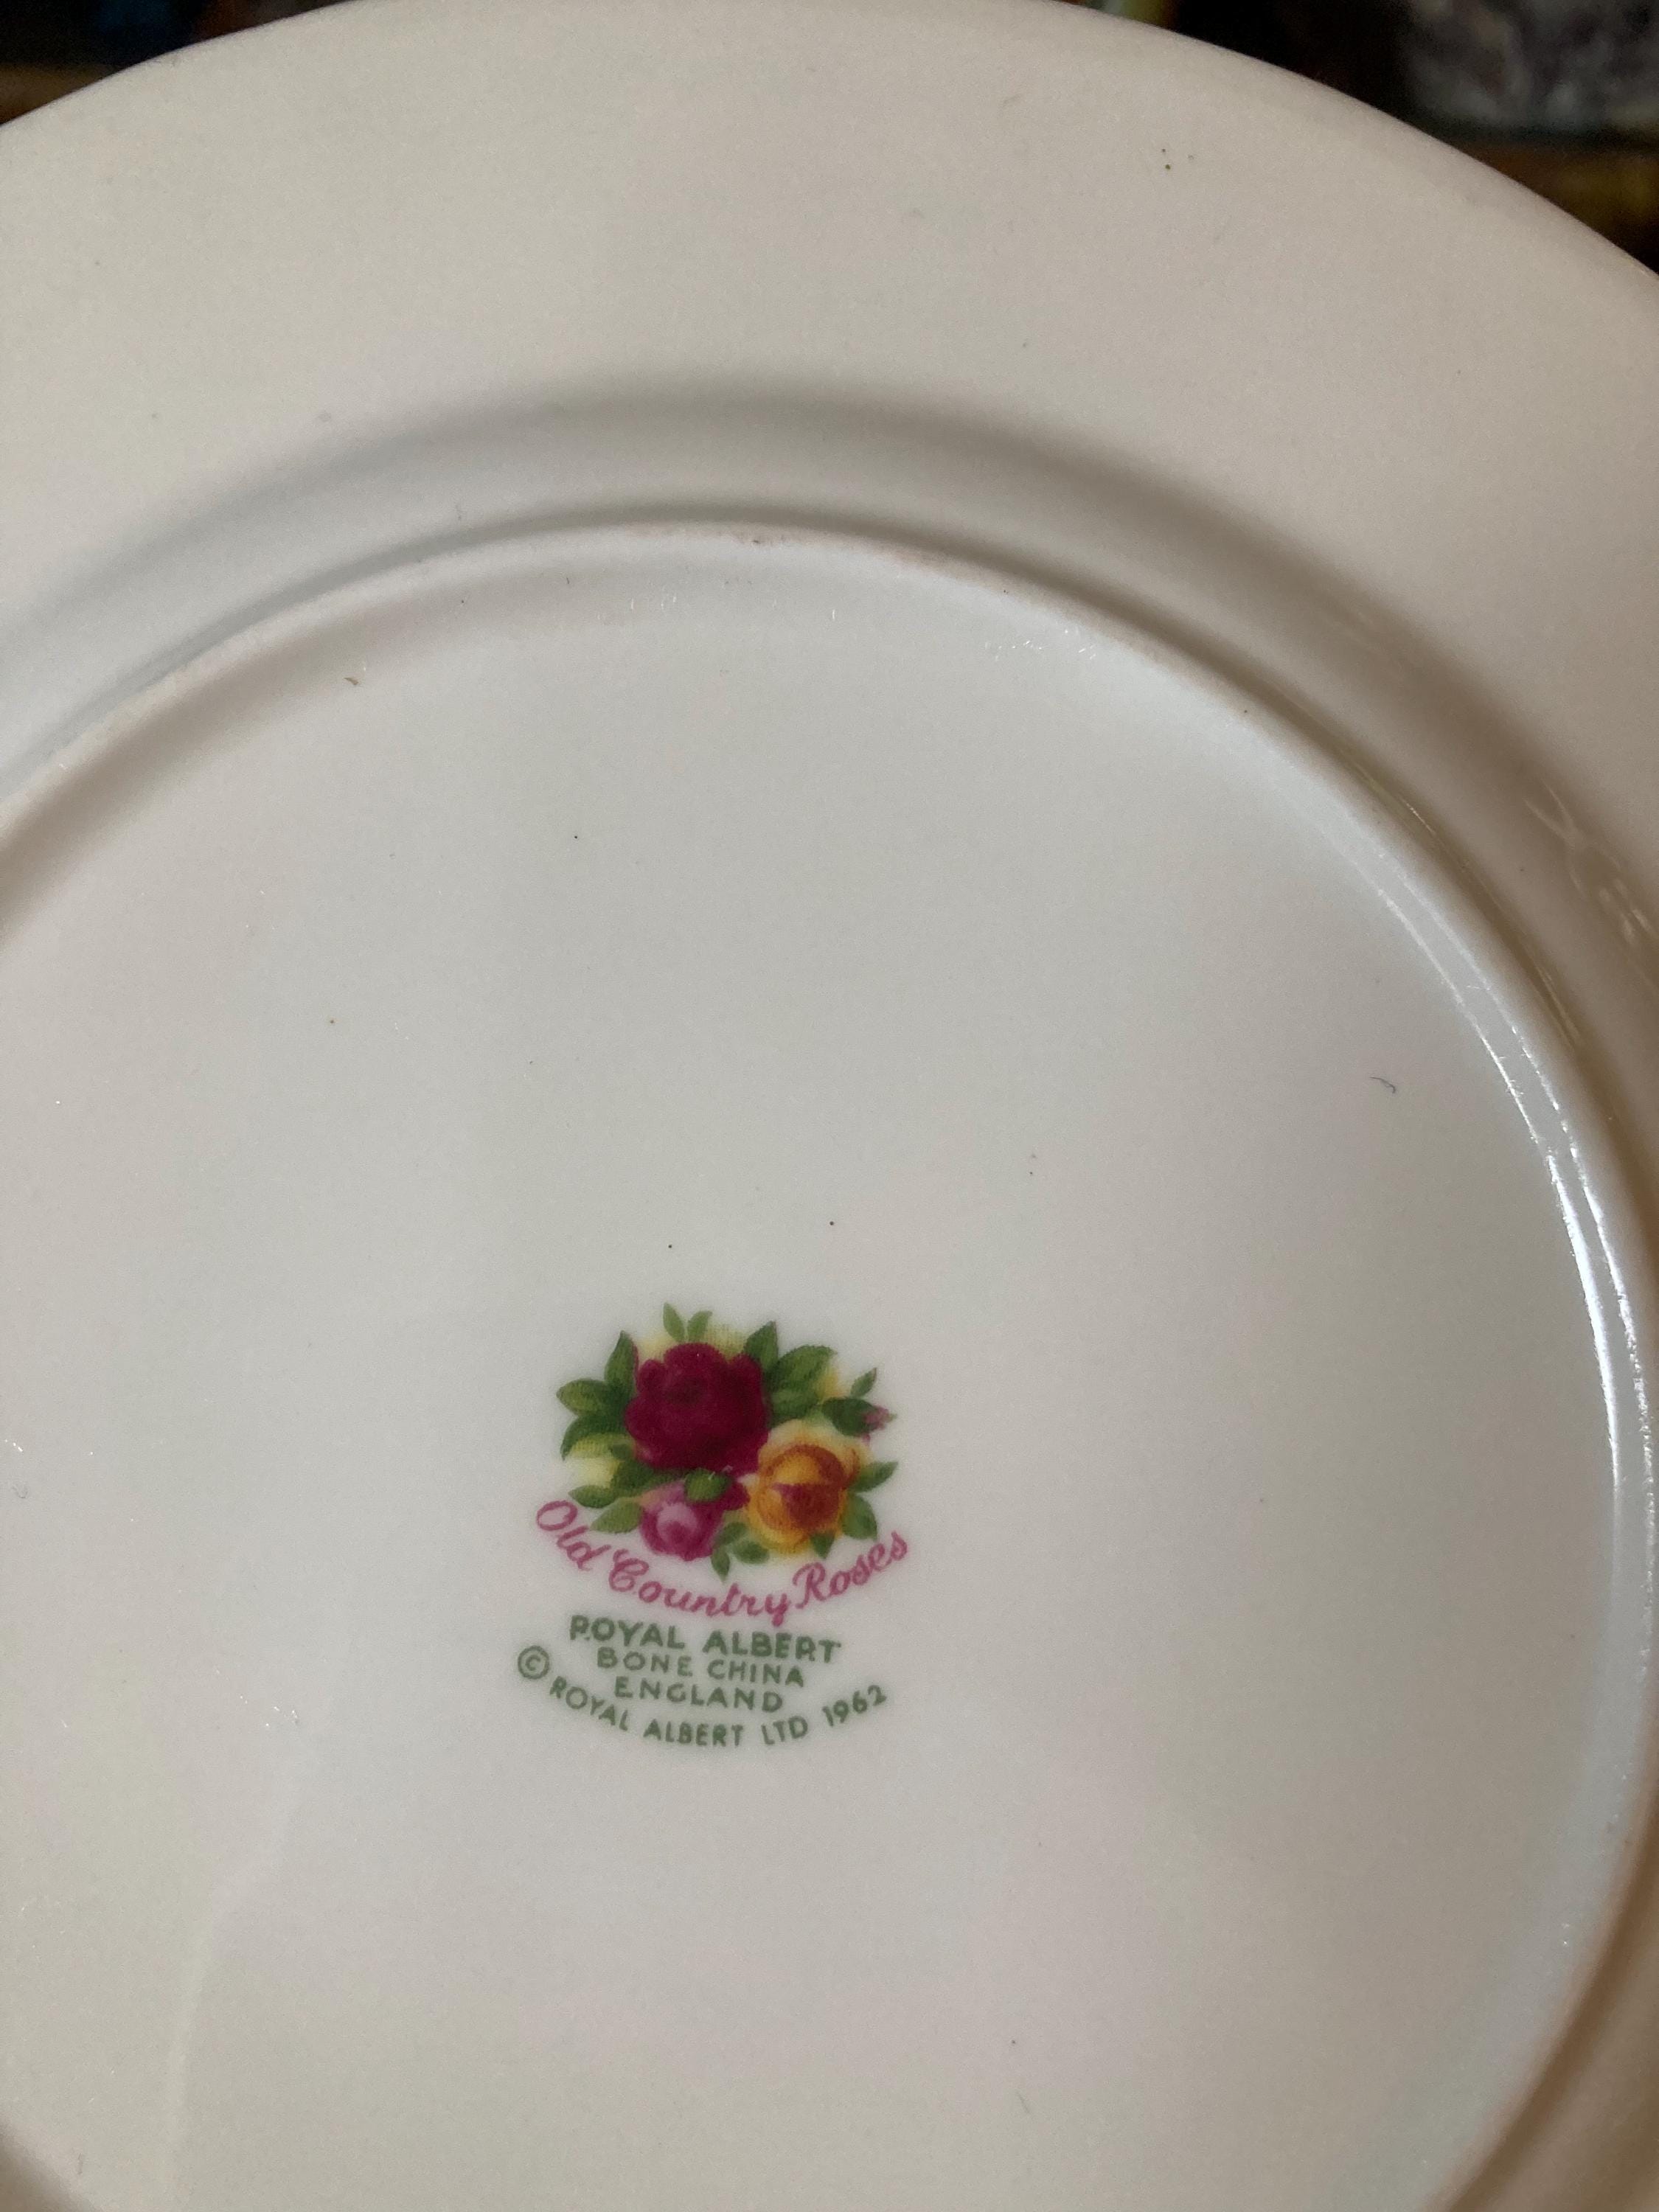 Old Country Roses
ROYAL ALBERT
BONE CHINA
ENGLAND
© ROYAL ALBERT LTD 1962